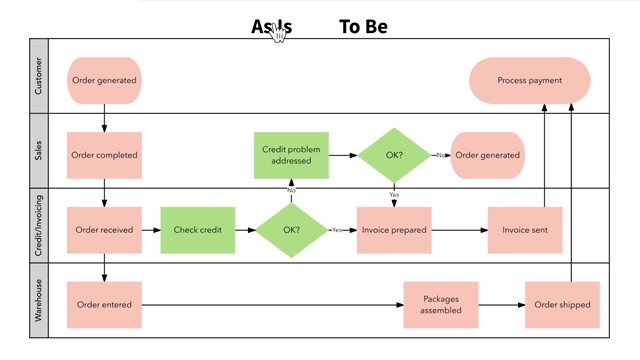 As Is To Be
Customer
Order generated
Process payment
Sales
Order completed
Credit problem
addressed
OK?
No
Order generated
No
Yes
Credit/Invoicing
Order received
Check credit
OK?
Yes
Invoice prepared
Invoice sent
Warehouse
Order entered
Packages
assembled
Order shipped